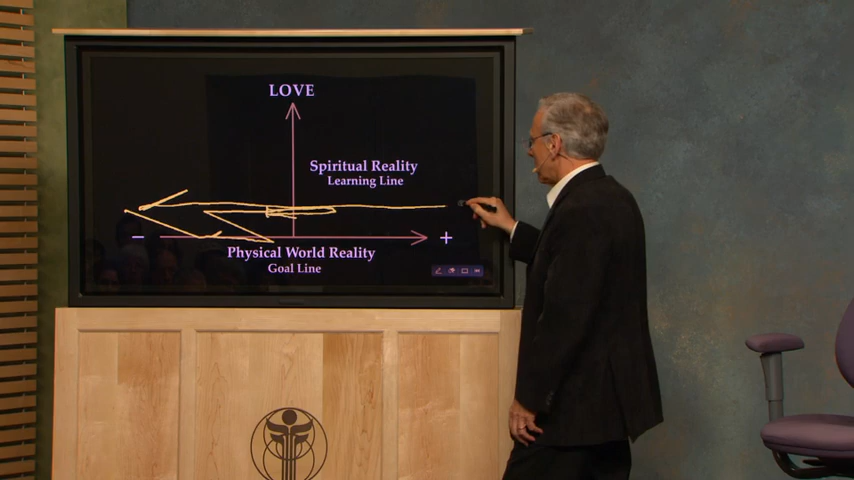 LOVE
Spiritual Reality
Learning Line
− +
Physical World Reality
Goal Line